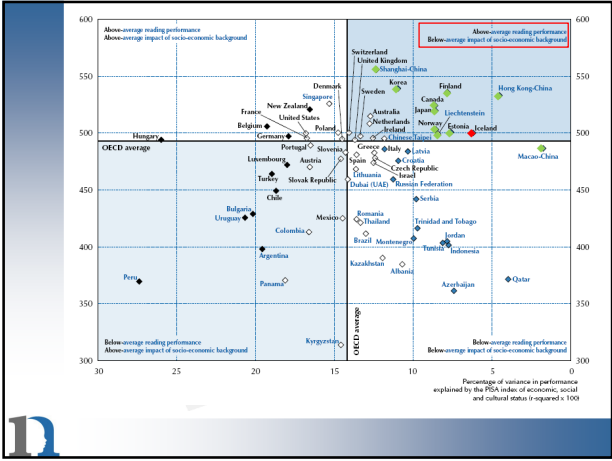 600
600
Above-average reading performance
Above-average impact of socio-economic background
Above-average reading performance
Below-average impact of socio-economic background
Switzerland
United Kingdom
Shanghai-China
550
550
Korea
Finland
Hong Kong-China
Denmark
Sweden
Singapore
Canada
New Zealand
Japan
Australia
Liechtenstein
France
United States
Netherlands
Norway
Estonia
Iceland
Belgium
Poland
Ireland
Germany
Hungary
Chinese Taipei
500
500
OECD average
Portugal
Slovenia
Greece
Italy
Latvia
Macao-China
Luxembourg
Austria
Spain
Croatia
Czech Republic
Israel
Turkey
Slovak Republic
Lithuania
Dubai (UAE)
Russian Federation
450
450
Chile
Serbia
Bulgaria
Uruguay
Mexico
Romania
Thailand
Trinidad and Tobago
Colombia
Brazil
Montenegro
Jordan
Tunisia
Indonesia
400
400
Argentina
Kazakhstan
Albania
Peru
Panama
Azerbaijan
Qatar
350
350
OECD average
Kyrgyzstan
Below-average reading performance
Above-average impact of socio-economic background
Below-average reading performance
Below-average impact of socio-economic background
300
300
30
20
10
0
Percentage of variance in performance
explained by the PISA index of economic, social
and cultural status (r-squared x 100)